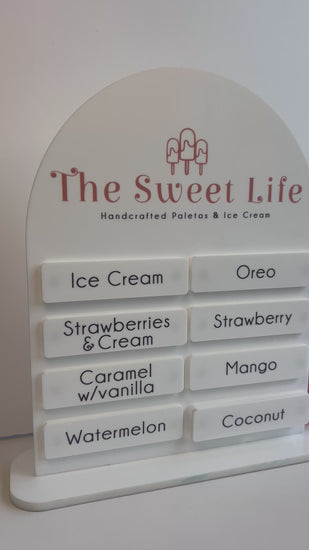 The Sweet Life
Handcrafted Paletas & Ice Cream
Ice Cream
Oreo
Strawberries
& Cream
Strawberry
Caramel
w/vanilla
Mango
Watermelon
Coconut